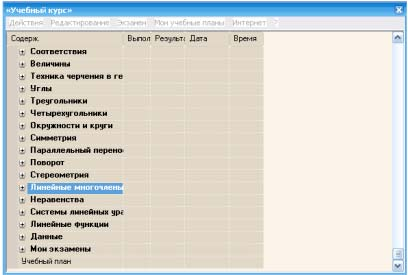 «Учебный курс»
Действия Редактирование Экзамен Мои учебные планы Интернет ?
Содерж. Выпол Результа Дата Время
Соответствия
Величины
Техника черчения в ге
Углы
Треугольники
Четырехугольники
Окружности и круги
Симметрия
Параллельный перено
Поворот
Стереометрия
Линейные многочлены
Неравенства
Системы линейных ура
Линейные функции
Данные
Мои экзамены
Учебный план